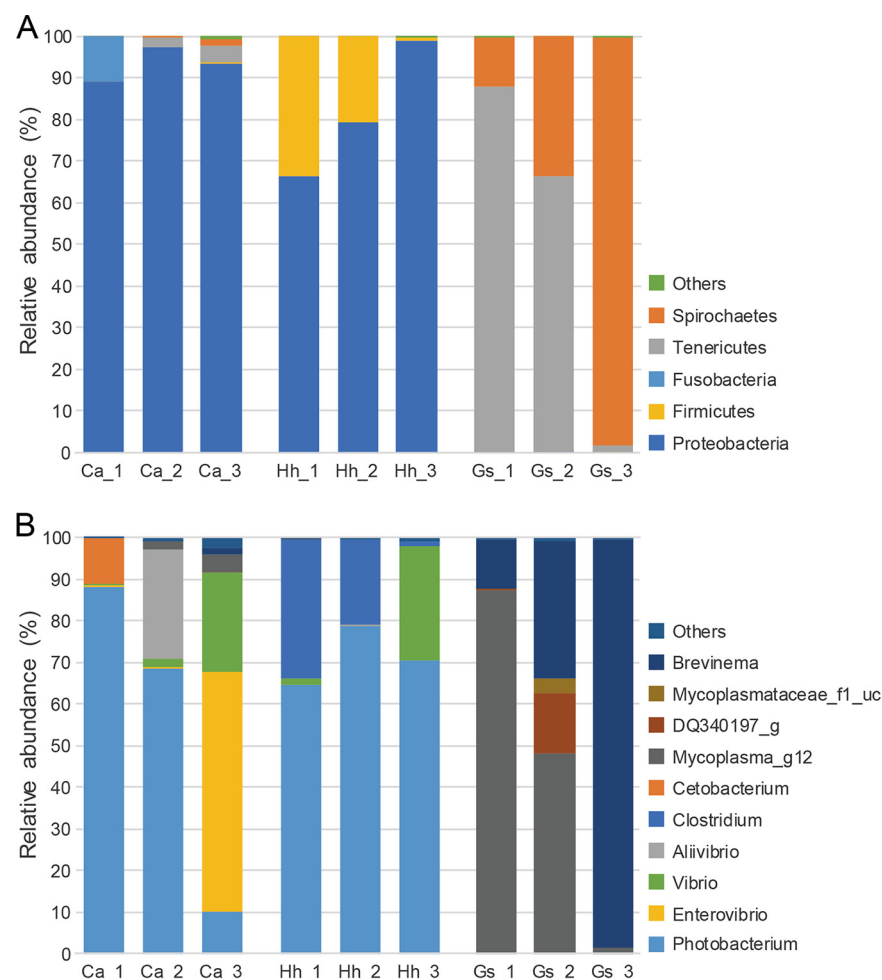 A
Relative abundance (%)
100
90
80
70
60
50
40
30
20
10
0
Ca_1 Ca_2 Ca_3 Hh_1 Hh_2 Hh_3 Gs_1 Gs_2 Gs_3
Others
Spirochaetes
Tenericutes
Fusobacteria
Firmicutes
Proteobacteria
B
Relative abundance (%)
100
90
80
70
60
50
40
30
20
10
0
Ca_1 Ca_2 Ca_3 Hh_1 Hh_2 Hh_3 Gs_1 Gs_2 Gs_3
Others
Brevinema
Mycoplasmataceae_f1_uc
DQ340197_g
Mycoplasma_g12
Cetobacterium
Clostridium
Aliivibrio
Vibrio
Enterovibrio
Photobacterium